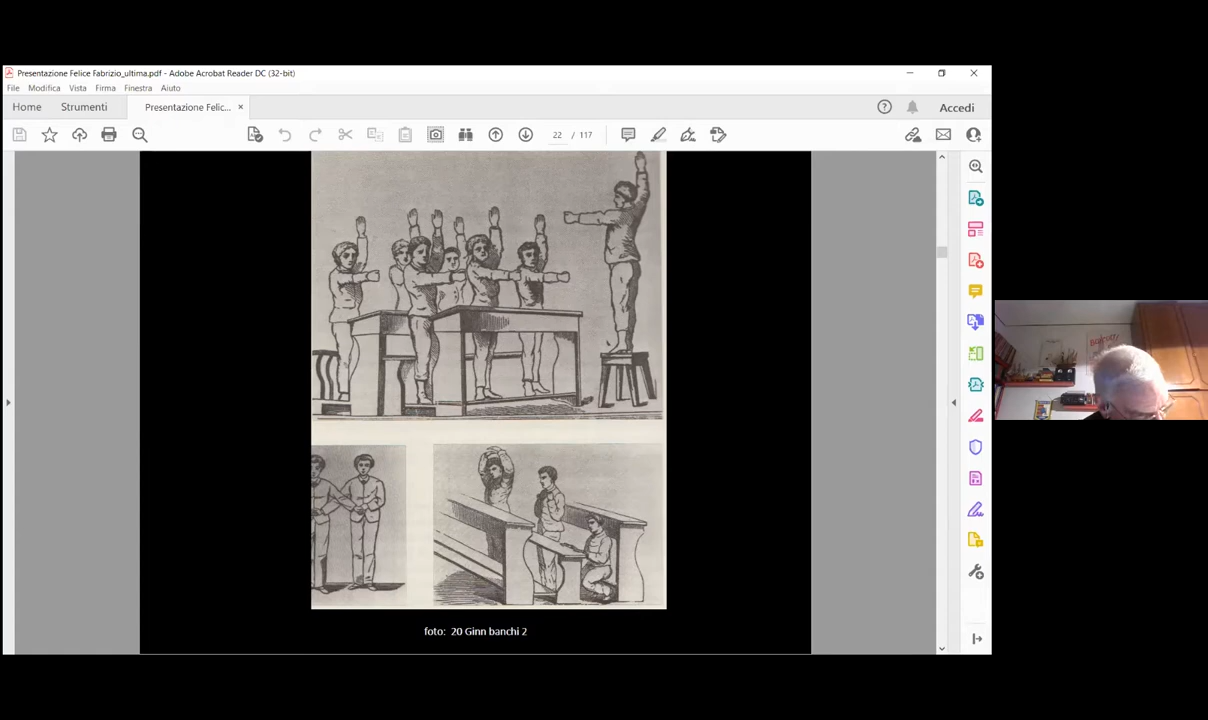 Presentazione Felice Fabrizio_ultima.pdf - Adobe Acrobat Reader DC (32-bit)
File Modifica Vista Firma Finestra Aiuto
Home Strumenti Presentazione Felic... × Accedi
22 / 117
foto: 20 Ginn banchi 2